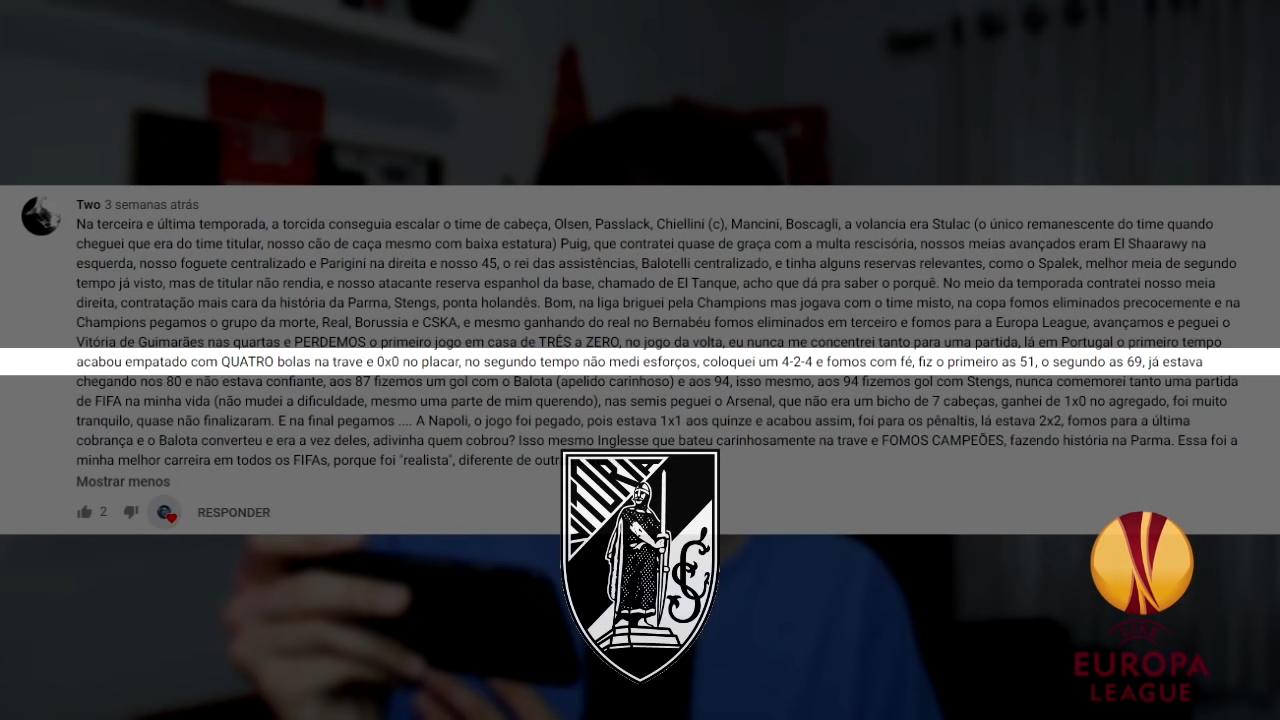 Two 3 semanas atrás
Na terceira e última temporada, a torcida conseguia escalar o time de cabeça, Olsen, Passlack, Chiellini (c), Mancini, Boscagli, a volancia era Stulac (o único remanescente do time quando
cheguei que era do time titular, nosso cão de caça mesmo com baixa estatura) Puig, que contratei quase de graça com a multa rescisória, nossos meias avançados eram El Shaarawy na
esquerda, nosso foguete centralizado e Parigini na direita e nosso 45, o rei das assistências, Balotelli centralizado, e tinha alguns reservas relevantes, como o Spalek, melhor meia de segundo
tempo já visto, mas de titular não rendia, e nosso atacante reserva espanhol da base, chamado de El Tanque, acho que dá pra saber o porquê. No meio da temporada contratei nosso meia
direita, contratação mais cara da história da Parma, Stengs, ponta holandês. Bom, na liga briguei pela Champions mas jogava com o time misto, na copa fomos eliminados precocemente e na
Champions pegamos o grupo da morte, Real, Borussia e CSKA, e mesmo ganhando do real no Bernabéu fomos eliminados em terceiro e fomos para a Europa League, avançamos e peguei o
Vitória de Guimarães nas quartas e PERDEMOS o primeiro jogo em casa de TRÊS a ZERO, no jogo da volta, eu nunca me concentrei tanto para uma partida, lá em Portugal o primeiro tempo
acabou empatado com QUATRO bolas na trave e 0x0 no placar, no segundo tempo não medi esforços, coloquei um 4-2-4 e fomos com fé, fiz o primeiro as 51, o segundo as 69, já estava
chegando nos 80 e não estava confiante, aos 87 fizemos um gol com o Balota (apelido carinhoso) e aos 94, isso mesmo, aos 94 fizemos gol com Stengs, nunca comemorei tanto uma partida
de FIFA na minha vida (não mudei a dificuldade, mesmo uma parte de mim querendo), nas semis peguei o Arsenal, que não era um bicho de 7 cabeças, ganhei de 1x0 no agregado, foi muito
tranquilo, quase não finalizaram. E na final pegamos .... A Napoli, o jogo foi pegado, pois estava 1x1 aos quinze e acabou assim, foi para os pênaltis, lá estava 2x2, fomos para a última
cobrança e o Balota converteu e era a vez deles, adivinha quem cobrou? Isso mesmo Inglesse que bateu carinhosamente na trave e FOMOS CAMPEÕES, fazendo história na Parma. Essa foi a
minha melhor carreira em todos os FIFAs, porque foi "realista", diferente de outr
Mostrar menos
2 RESPONDER
VITÓRIA
SC
UEFA
EUROPA
LEAGUE